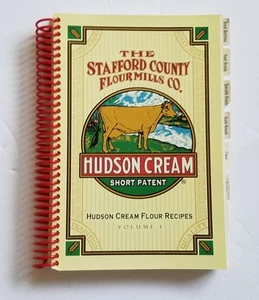 THE
STAFFORD COUNTY
FLOUR MILLS CO.
HUDSON CREAM
SHORT PATENT
®
HUDSON CREAM FLOUR RECIPES
VOLUME I